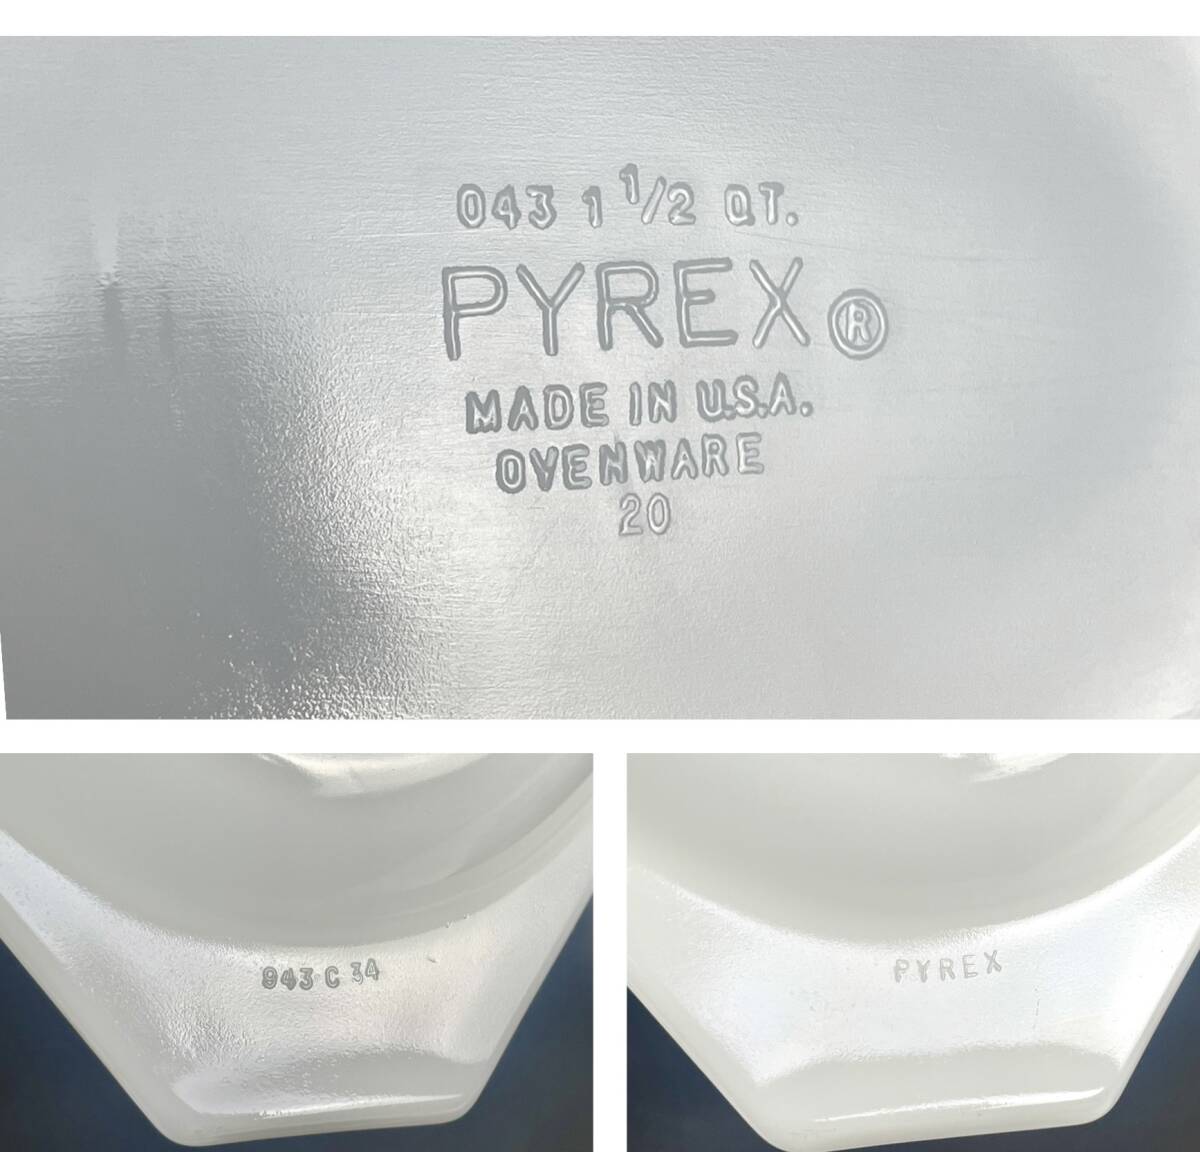 043 1 1/2 QT.
PYREX ®
MADE IN U.S.A.
OVENWARE
20
943 C 34
PYREX